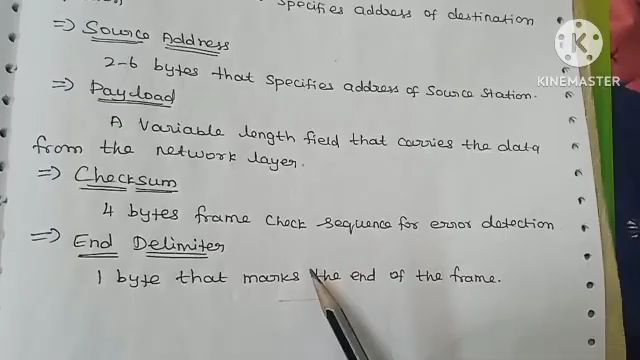 Specifies address of destination
=> Source Address
2-6 bytes that specifies address of Source Station.
=> Payload
A variable length field that carries the data
from the network layer.
=> Checksum
4 bytes frame check sequence for error detection
=> End Delimiter
1 byte that marks the end of the frame.
KINEMASTER